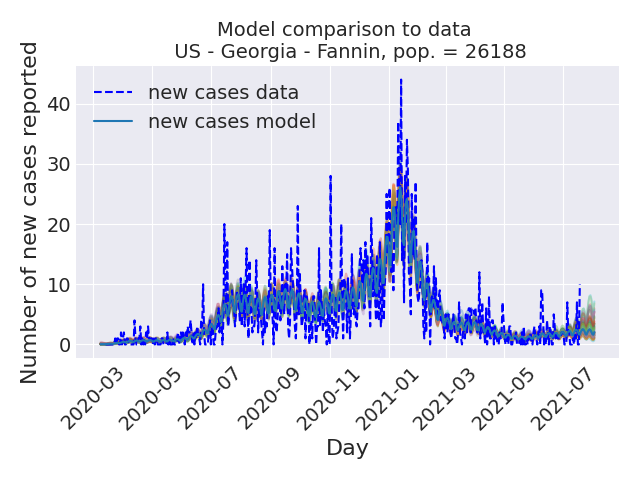 Model comparison to data
US - Georgia - Fannin, pop. = 26188
Number of new cases reported
40
30
20
10
0
new cases data
new cases model
2020-03
2020-05
2020-07
2020-09
2020-11
2021-01
2021-03
2021-05
2021-07
Day